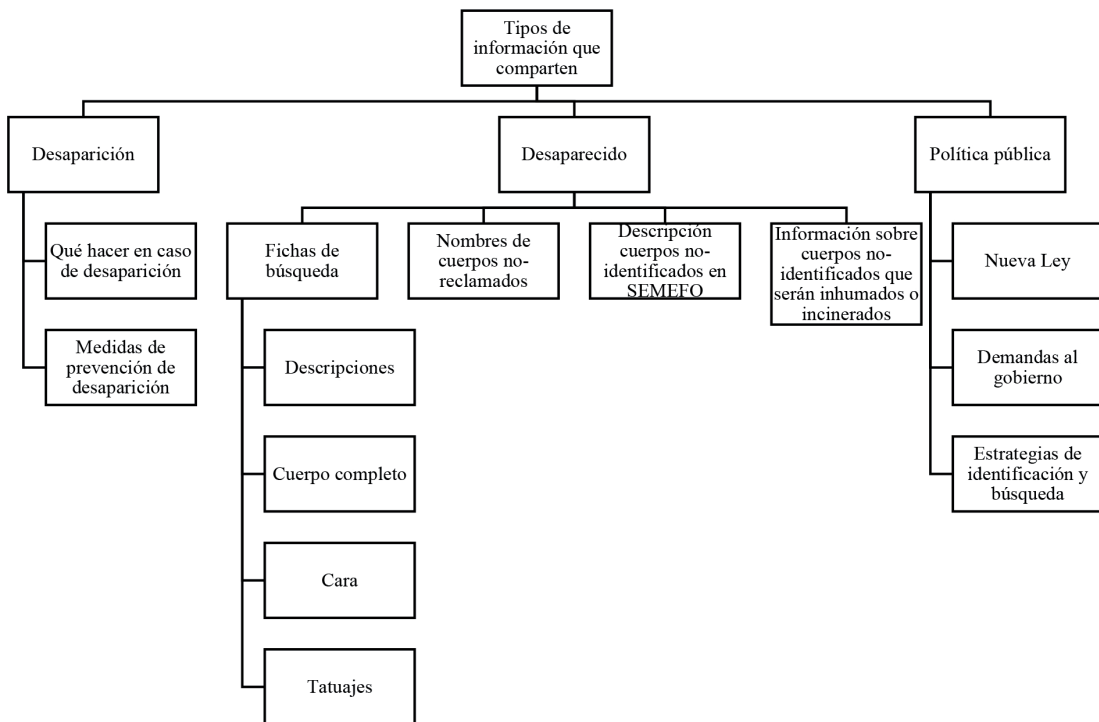 Tipos de
información que
comparten
Desaparición
Desaparecido
Política pública
Qué hacer en caso
de desaparición
Medidas de
prevención de
desaparición
Fichas de
búsqueda
Nombres de
cuerpos no-
reclamados
Descripción
cuerpos no-
identificados en
SEMEFO
Información sobre
cuerpos no-
identificados que
serán inhumados o
incinerados
Descripciones
Cuerpo completo
Cara
Tatuajes
Nueva Ley
Demandas al
gobierno
Estrategias de
identificación y
búsqueda